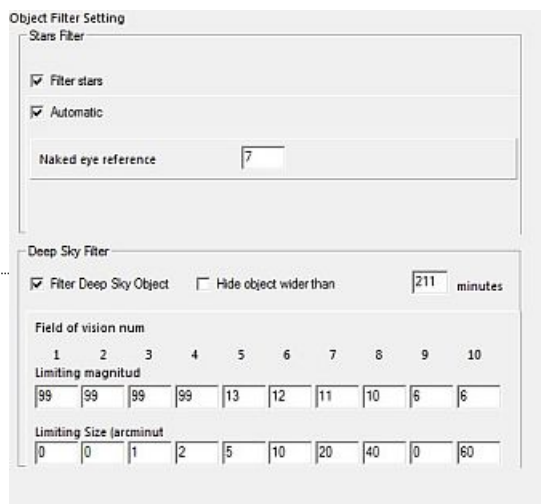 Object Filter Setting
Stars Filter
Filter stars
Automatic
Naked eye reference 7
Deep Sky Filter
Filter Deep Sky Object Hide object wider than 211 minutes
Field of vision num
1 2 3 4 5 6 7 8 9 10
Limiting magnitud
99 99 99 99 13 12 11 10 6 6
Limiting Size (arcminut
0 0 1 2 5 10 20 40 0 60